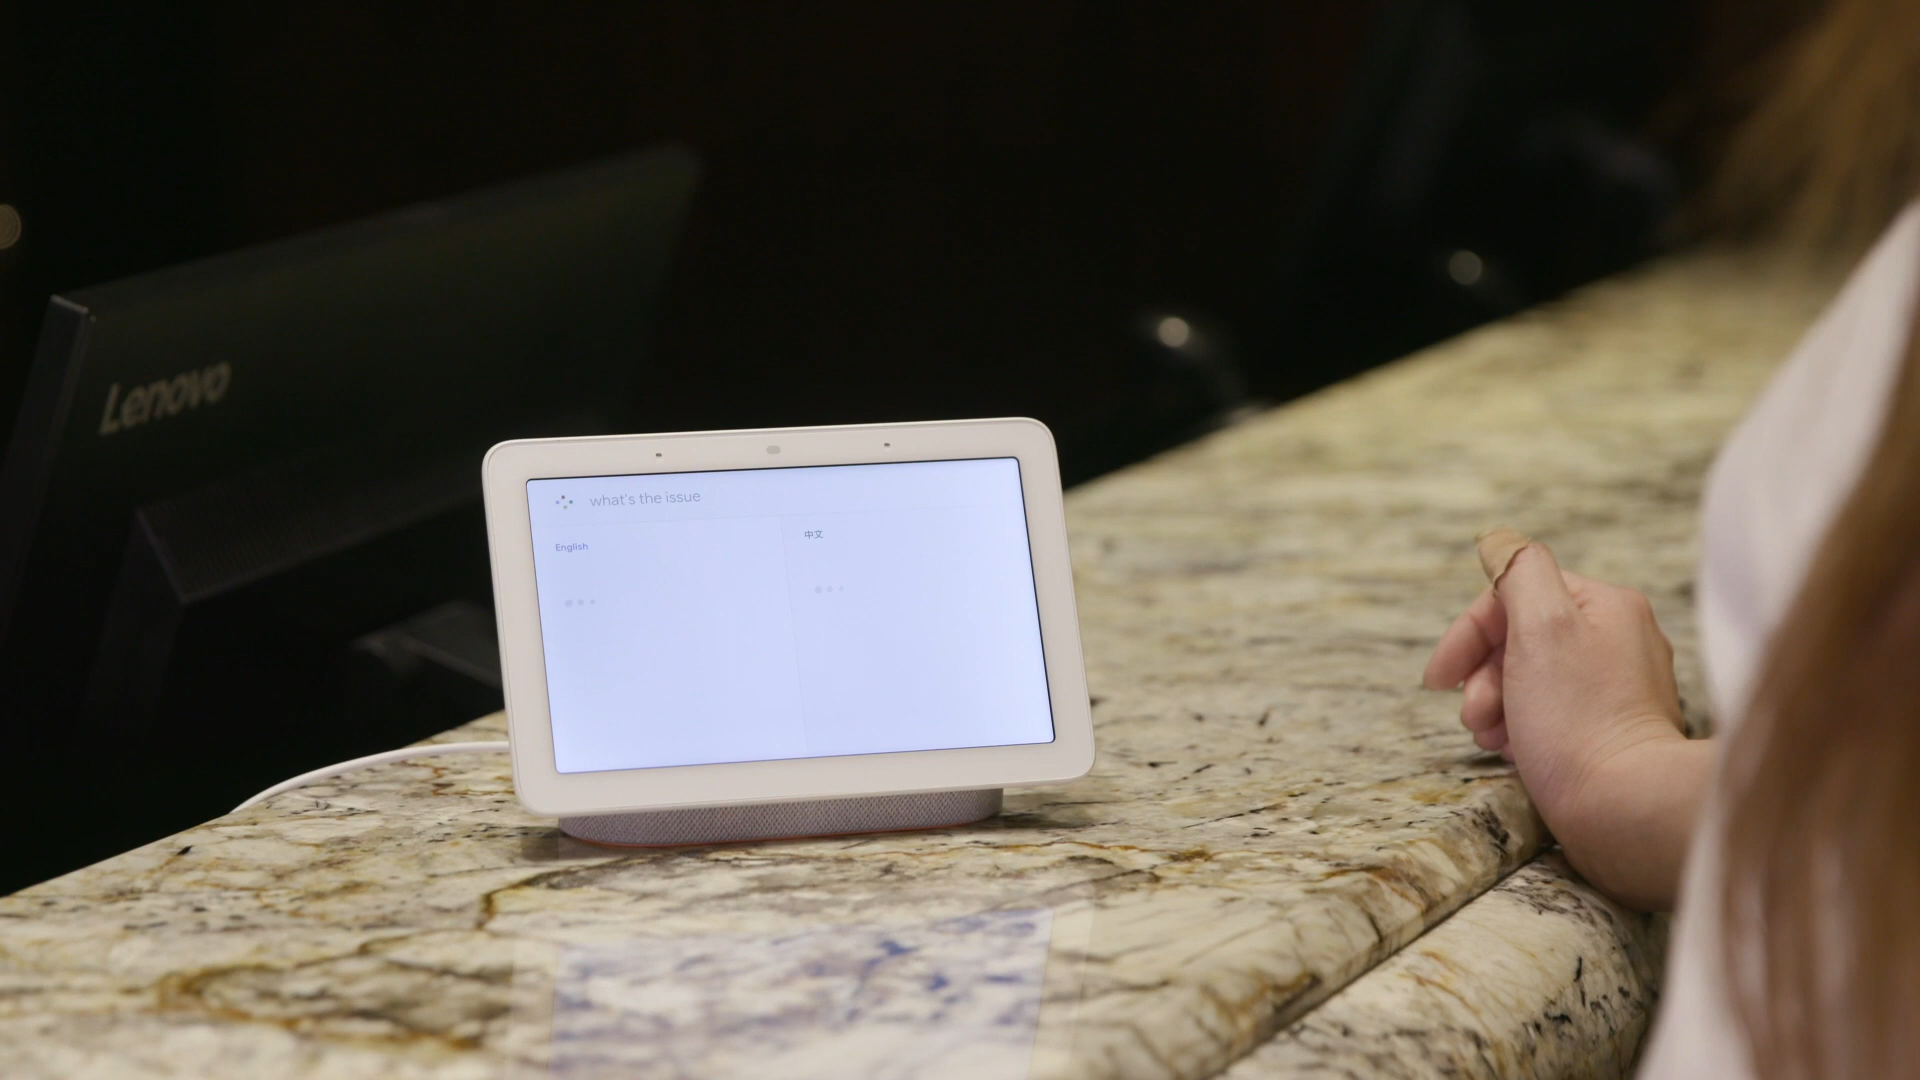 Lenovo
what's the issue
English
中文